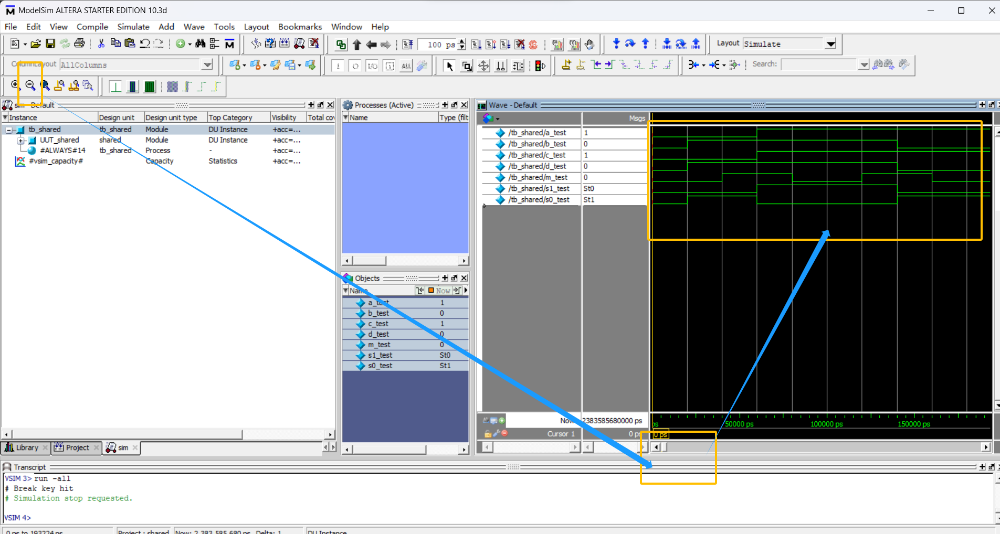 ModelSim ALTERA STARTER EDITION 10.3d
File Edit View Compile Simulate Add Wave Tools Layout Bookmarks Window Help
100 ps
Layout Simulate
ColumnLayout AllColumns
Search:
sim - Default
Instance Design unit Design unit type Top Category Visibility Total cov
tb_shared tb_shared Module DU Instance +acc=...
UUT_shared shared Module DU Instance +acc=...
#ALWAYS#14 tb_shared Process - +acc=...
#vsim_capacity# Capacity Statistics +acc=...
Library Project sim
Processes (Active)
Name Type (filt
Objects
Name Now
a_test 1
b_test 0
c_test 1
d_test 0
m_test 0
s1_test St0
s0_test St1
Wave - Default
Msgs
/tb_shared/a_test 1
/tb_shared/b_test 0
/tb_shared/c_test 1
/tb_shared/d_test 0
/tb_shared/m_test 0
/tb_shared/s1_test St0
/tb_shared/s0_test St1
Now 2383585680000 ps
ps 50000 ps 100000 ps 150000 ps
Cursor 1 0 ps
0 ps
Transcript
VSIM 3> run -all
# Break key hit
# Simulation stop requested.
VSIM 4>
0 ps to 193224 ps Project : shared Now: 2,383,585,680 ns Delta: 1 DU Instance